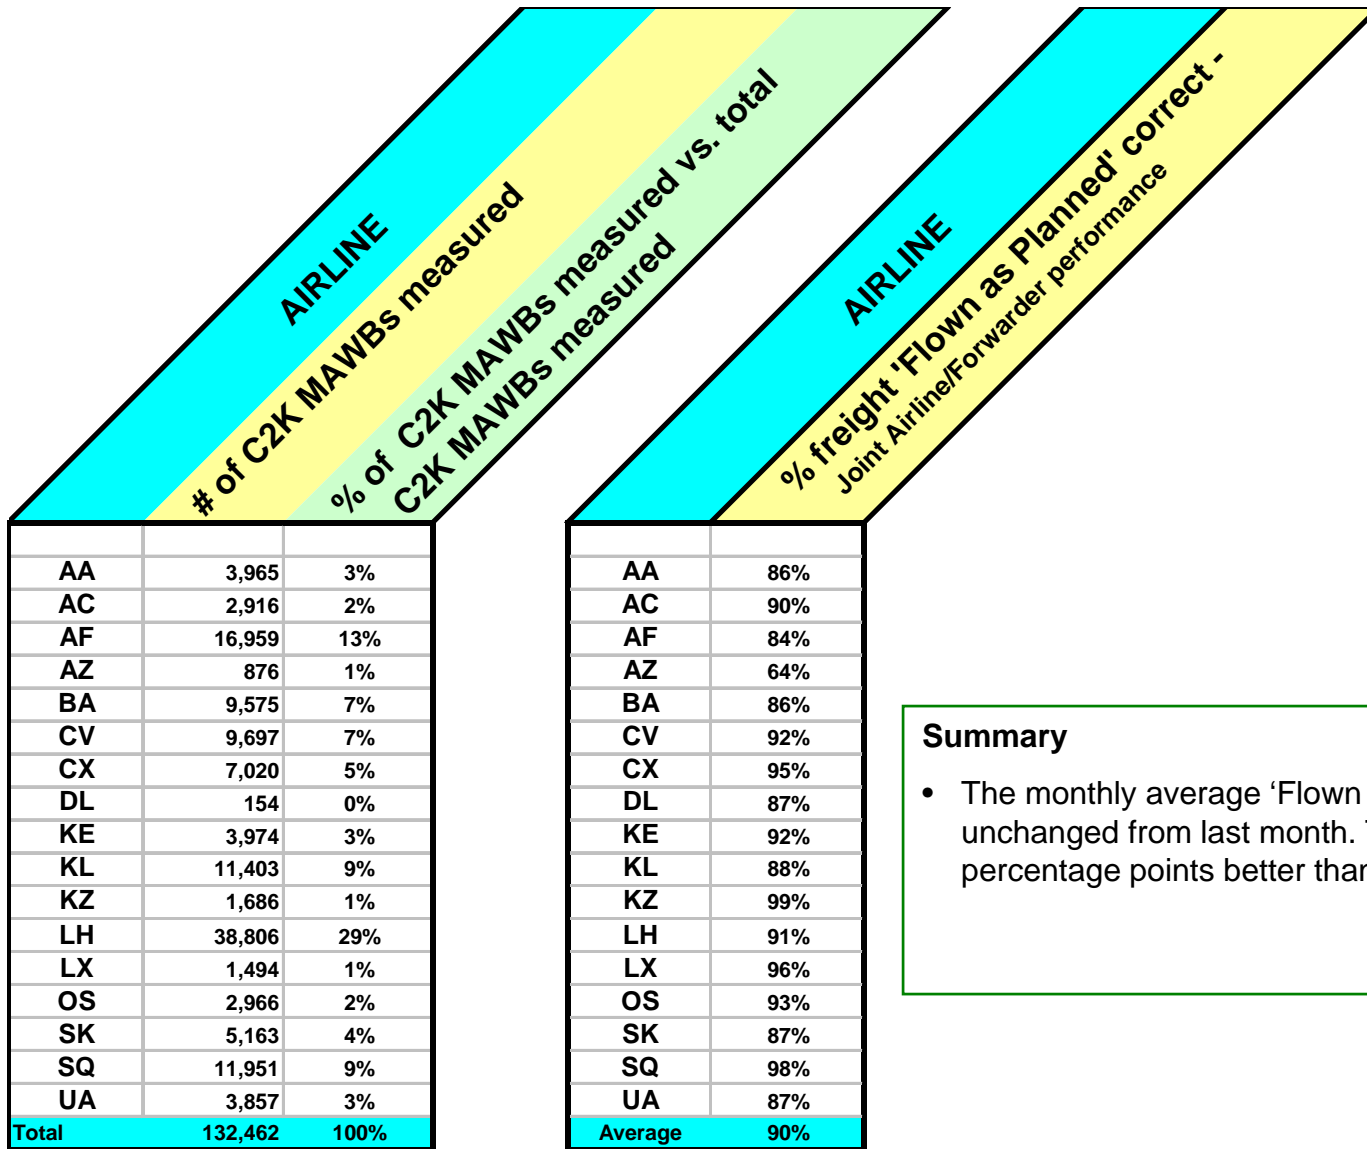 AIRLINE
# of C2K MAWBs measured
% of  C2K MAWBs measured vs. total
C2K MAWBs measured
AA 3,965 3%
AC 2,916 2%
AF 16,959 13%
AZ 876 1%
BA 9,575 7%
CV 9,697 7%
CX 7,020 5%
DL 154 0%
KE 3,974 3%
KL 11,403 9%
KZ 1,686 1%
LH 38,806 29%
LX 1,494 1%
OS 2,966 2%
SK 5,163 4%
SQ 11,951 9%
UA 3,857 3%
Total 132,462 100%
AIRLINE
% freight 'Flown as Planned' correct -
Joint Airline/Forwarder performance
AA 86%
AC 90%
AF 84%
AZ 64%
BA 86%
CV 92%
CX 95%
DL 87%
KE 92%
KL 88%
KZ 99%
LH 91%
LX 96%
OS 93%
SK 87%
SQ 98%
UA 87%
Average 90%
Summary
• The monthly average ‘Flown
unchanged from last month.
percentage points better than